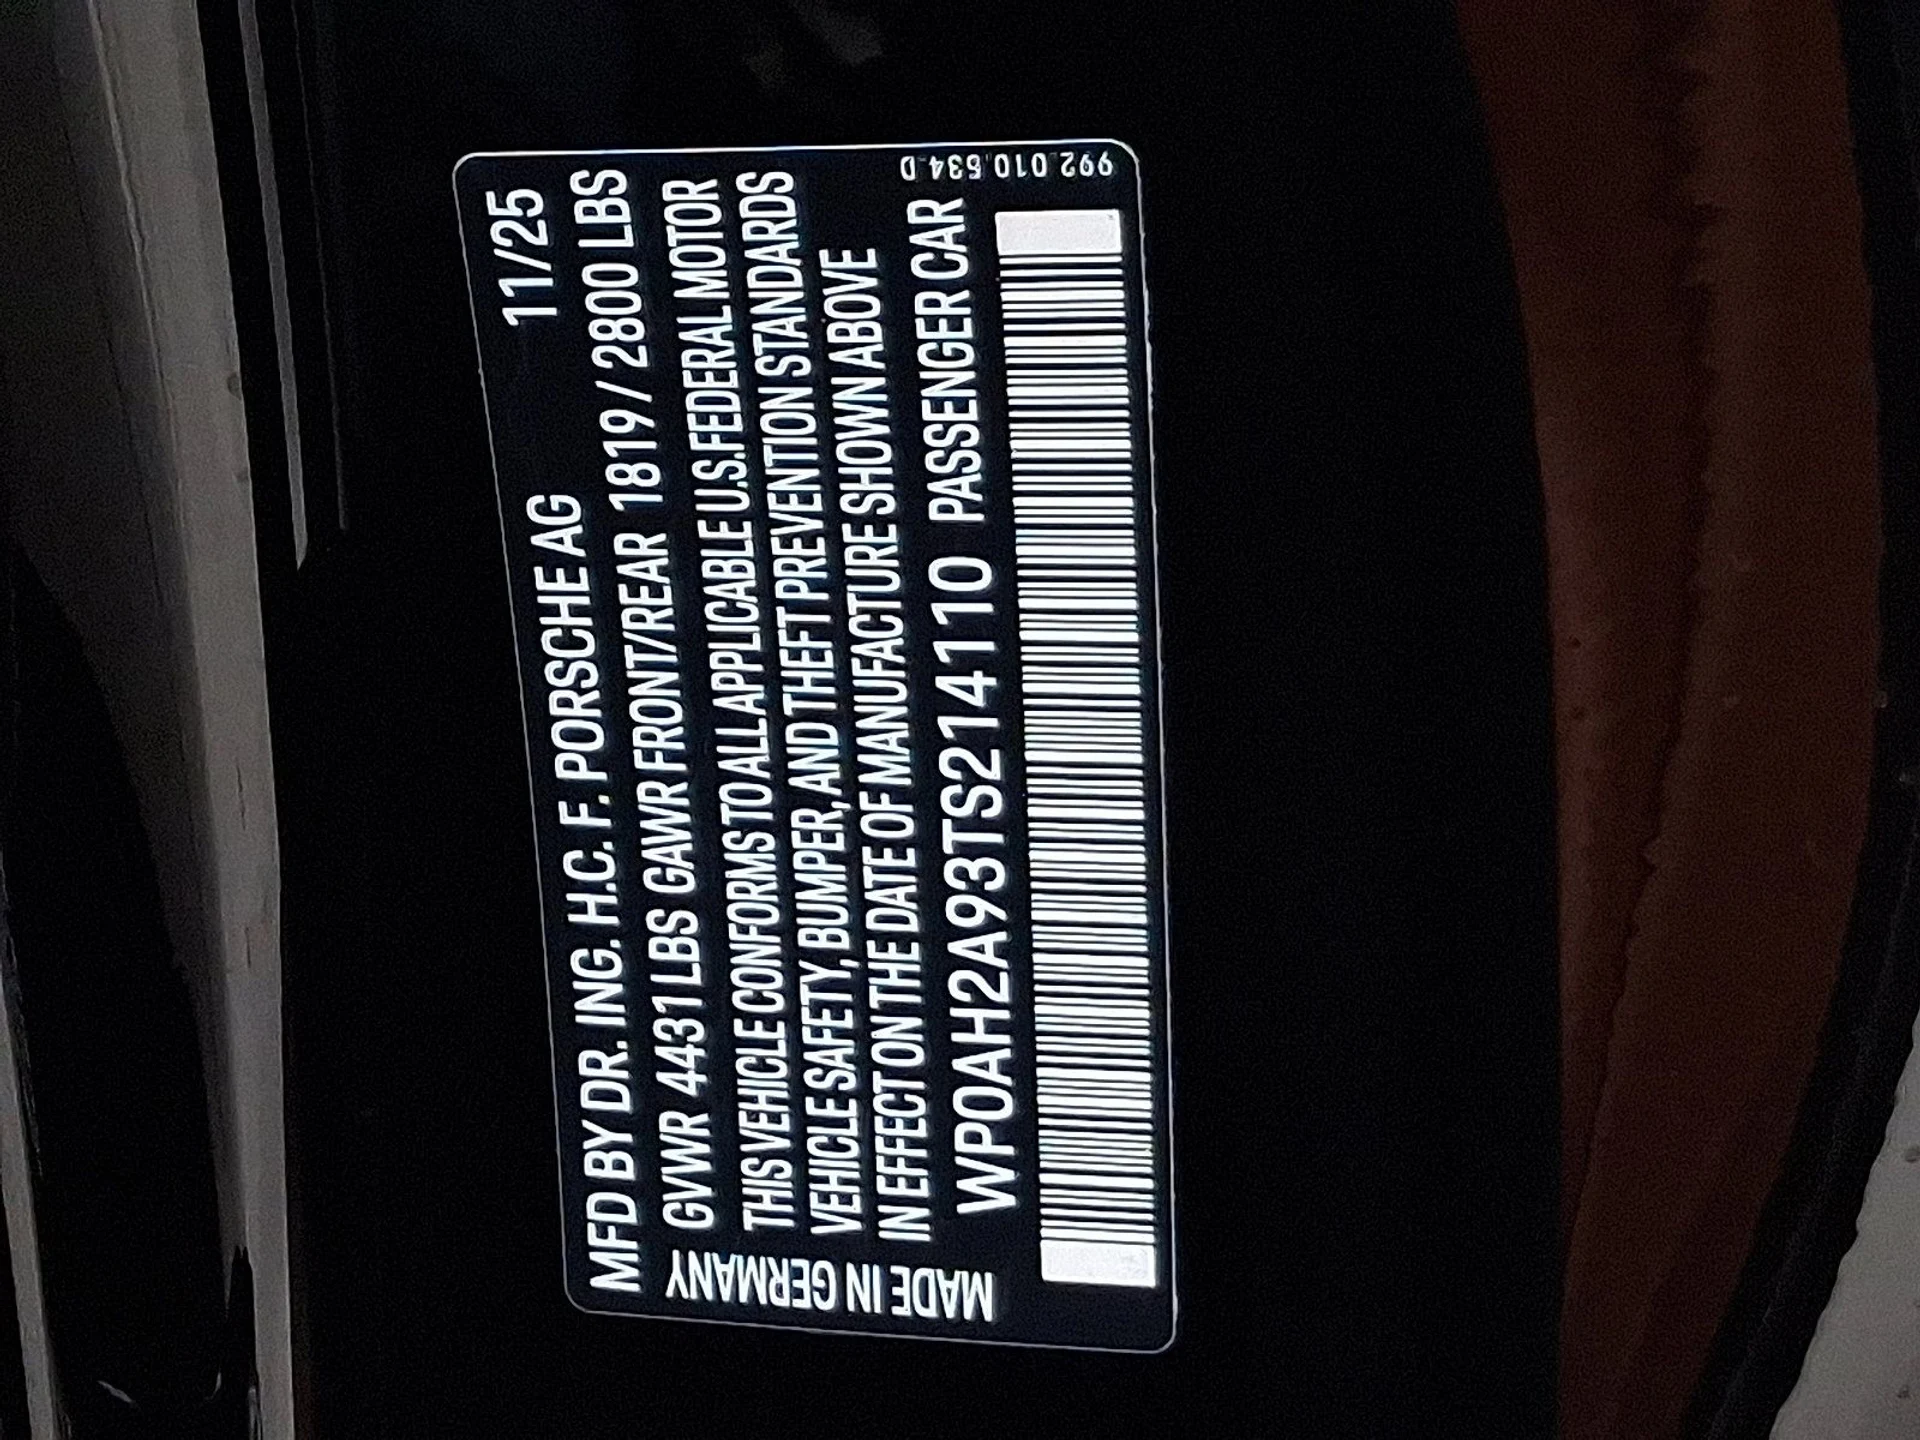 MFD BY DR. ING. H.C. F. PORSCHE AG 11/25
GVWR 4431 LBS GAWR FRONT/REAR 1819 / 2800 LBS
THIS VEHICLE CONFORMS TO ALL APPLICABLE U.S.FEDERAL MOTOR
VEHICLE SAFETY, BUMPER, AND THEFT PREVENTION STANDARDS
IN EFFECT ON THE DATE OF MANUFACTURE SHOWN ABOVE
WP0AH2A93TS214110 PASSENGER CAR
MADE IN GERMANY
992.010.534.D